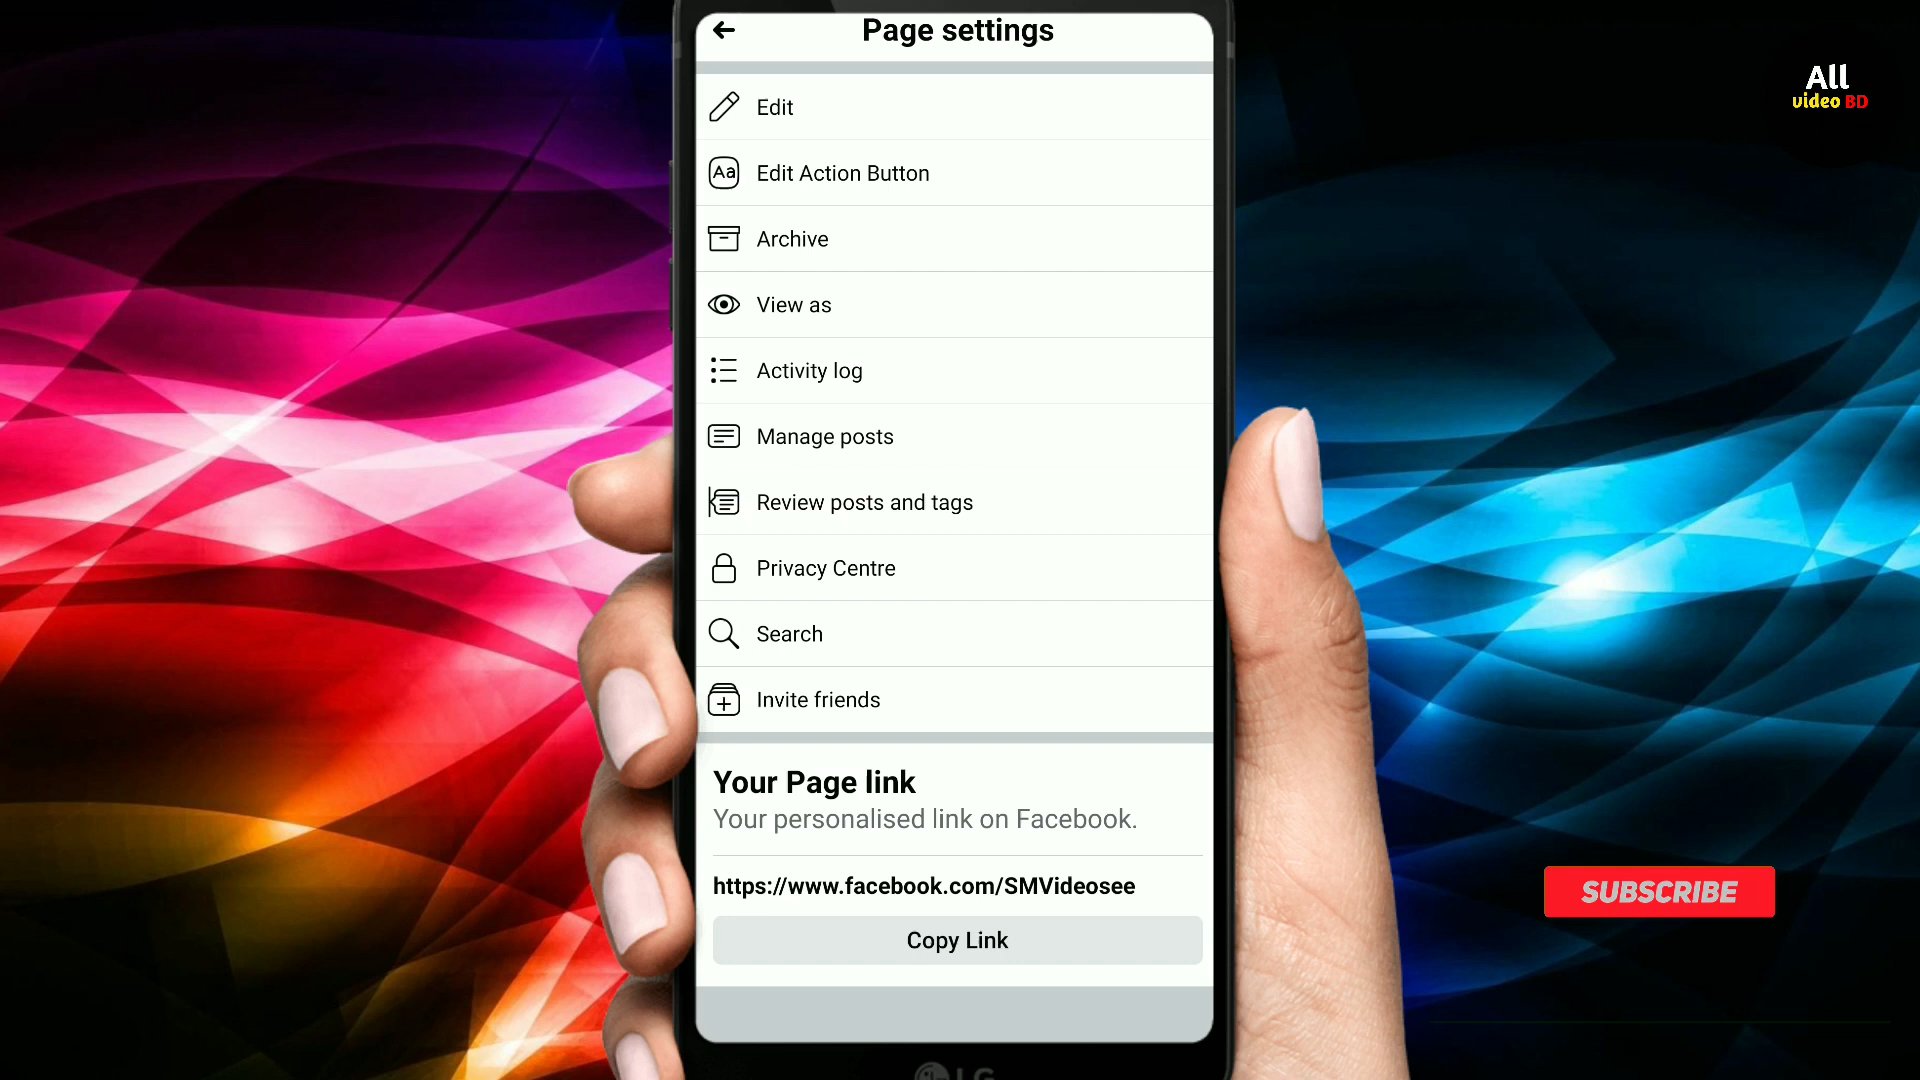 Page settings
Edit
Aa Edit Action Button
Archive
View as
Activity log
Manage posts
Review posts and tags
Privacy Centre
Search
Invite friends
Your Page link
Your personalised link on Facebook.
https://www.facebook.com/SMVideosee
Copy Link
LG
All
video BD
SUBSCRIBE